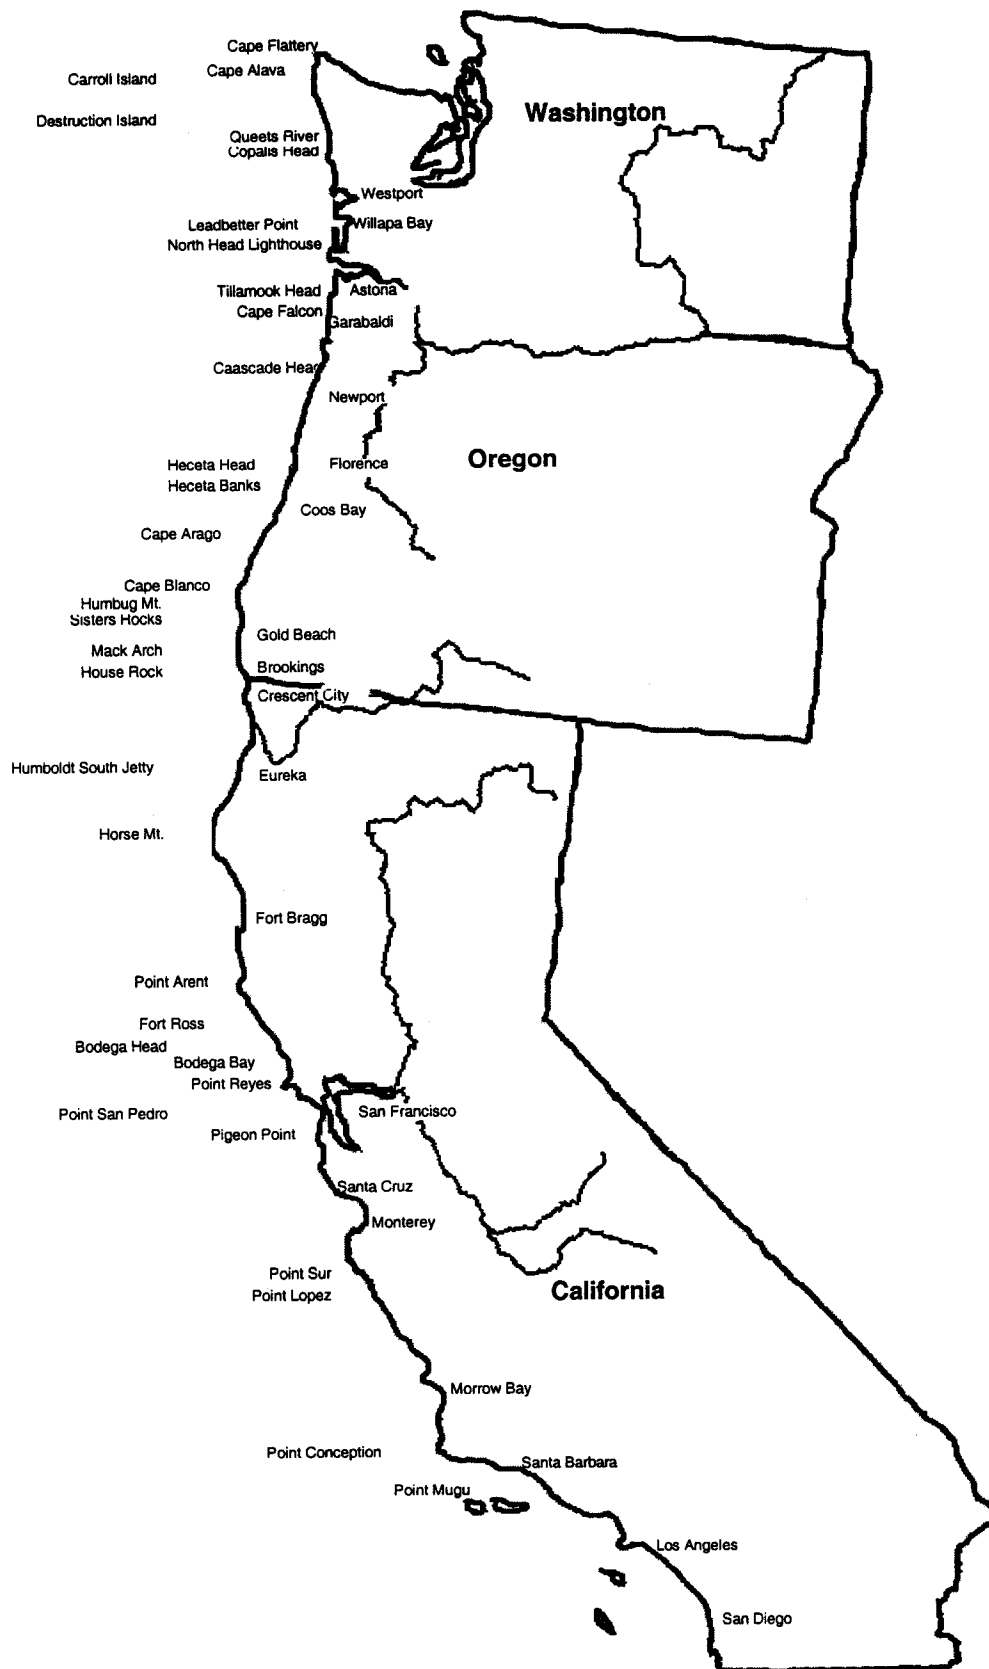 Cape Flattery
Cape Alava
Carroll Island
Washington
Destruction Island
Queets River
Copalis Head
Westport
Leadbetter Point
Willapa Bay
North Head Lighthouse
Tillamook Head
Astona
Cape Falcon
Garabaldi
Caascade Head
Newport
Heceta Head
Florence
Oregon
Heceta Banks
Coos Bay
Cape Arago
Cape Blanco
Humbug Mt.
Sisters Hocks
Gold Beach
Mack Arch
House Rock
Brookings
Crescent City
Humboldt South Jetty
Eureka
Horse Mt.
Fort Bragg
Point Arent
Fort Ross
Bodega Head
Bodega Bay
Point Reyes
Point San Pedro
San Francisco
Pigeon Point
Santa Cruz
Monterey
Point Sur
Point Lopez
California
Morrow Bay
Point Conception
Santa Barbara
Point Mugu
Los Angeles
San Diego